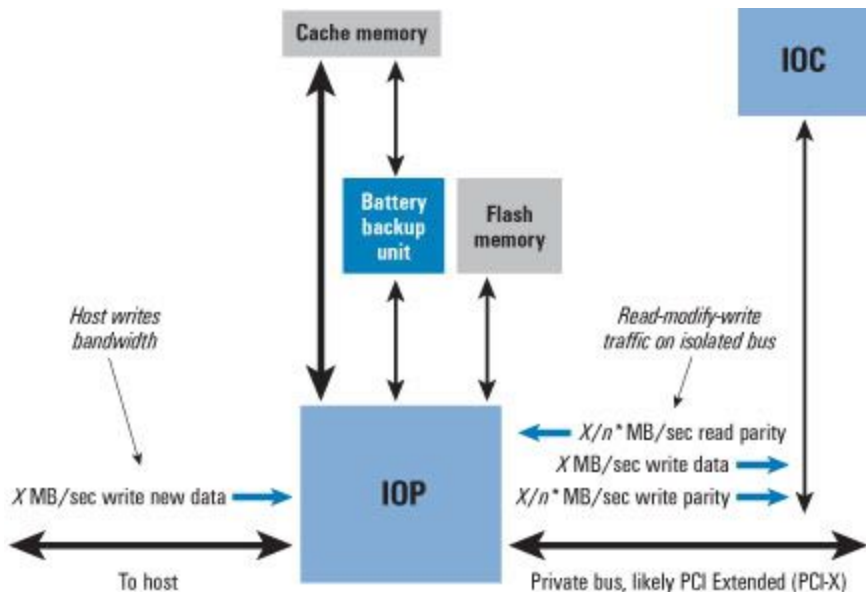 Cache memory
IOC
Battery
backup
unit
Flash
memory
Host writes
bandwidth
Read-modify-write
traffic on isolated bus
X/n* MB/sec read parity
X MB/sec write data
X/n* MB/sec write parity
X MB/sec write new data
IOP
To host
Private bus, likely PCI Extended (PCI-X)